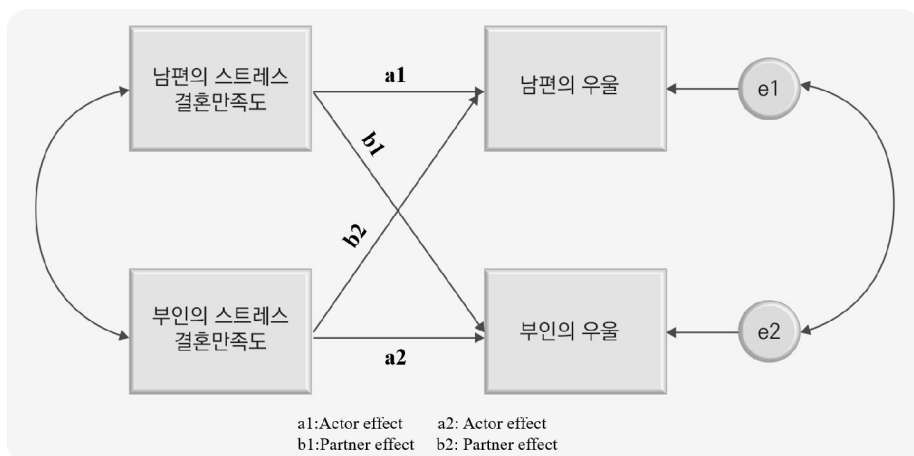 남편의 스트레스
결혼만족도
a1
남편의 우울
e1
b1
b2
부인의 스트레스
결혼만족도
a2
부인의 우울
e2
a1:Actor effect a2: Actor effect
b1:Partner effect b2: Partner effect